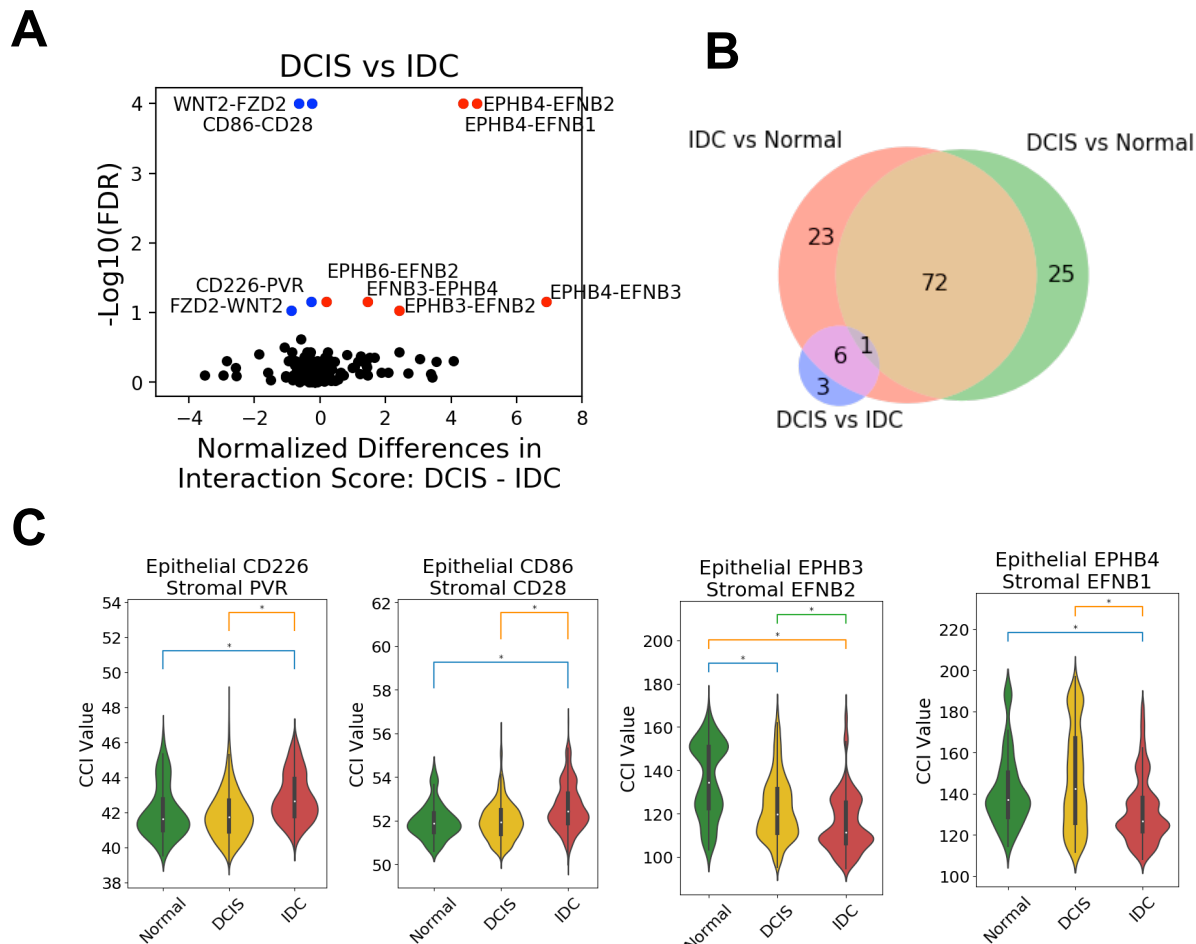 A
DCIS vs IDC
WNT2-FZD2
EPHB4-EFNB2
CD86-CD28
EPHB4-EFNB1
EPHB6-EFNB2
CD226-PVR
EFNB3-EPHB4
EPHB4-EFNB3
FZD2-WNT2
EPHB3-EFNB2
4
3
2
1
0
-Log10(FDR)
−4
−2
0
2
4
6
8
Normalized Differences in
Interaction Score: DCIS - IDC
B
IDC vs Normal
DCIS vs Normal
23
72
25
1
6
3
DCIS vs IDC
C
Epithelial CD226
Stromal PVR
54
52
50
48
46
44
42
40
38
CCI Value
*
*
Normal
DCIS
IDC
Epithelial CD86
Stromal CD28
62
60
58
56
54
52
50
CCI Value
*
*
Normal
DCIS
IDC
Epithelial EPHB3
Stromal EFNB2
200
180
160
140
120
100
CCI Value
*
*
*
Normal
DCIS
IDC
Epithelial EPHB4
Stromal EFNB1
220
200
180
160
140
120
100
CCI Value
*
*
Normal
DCIS
IDC